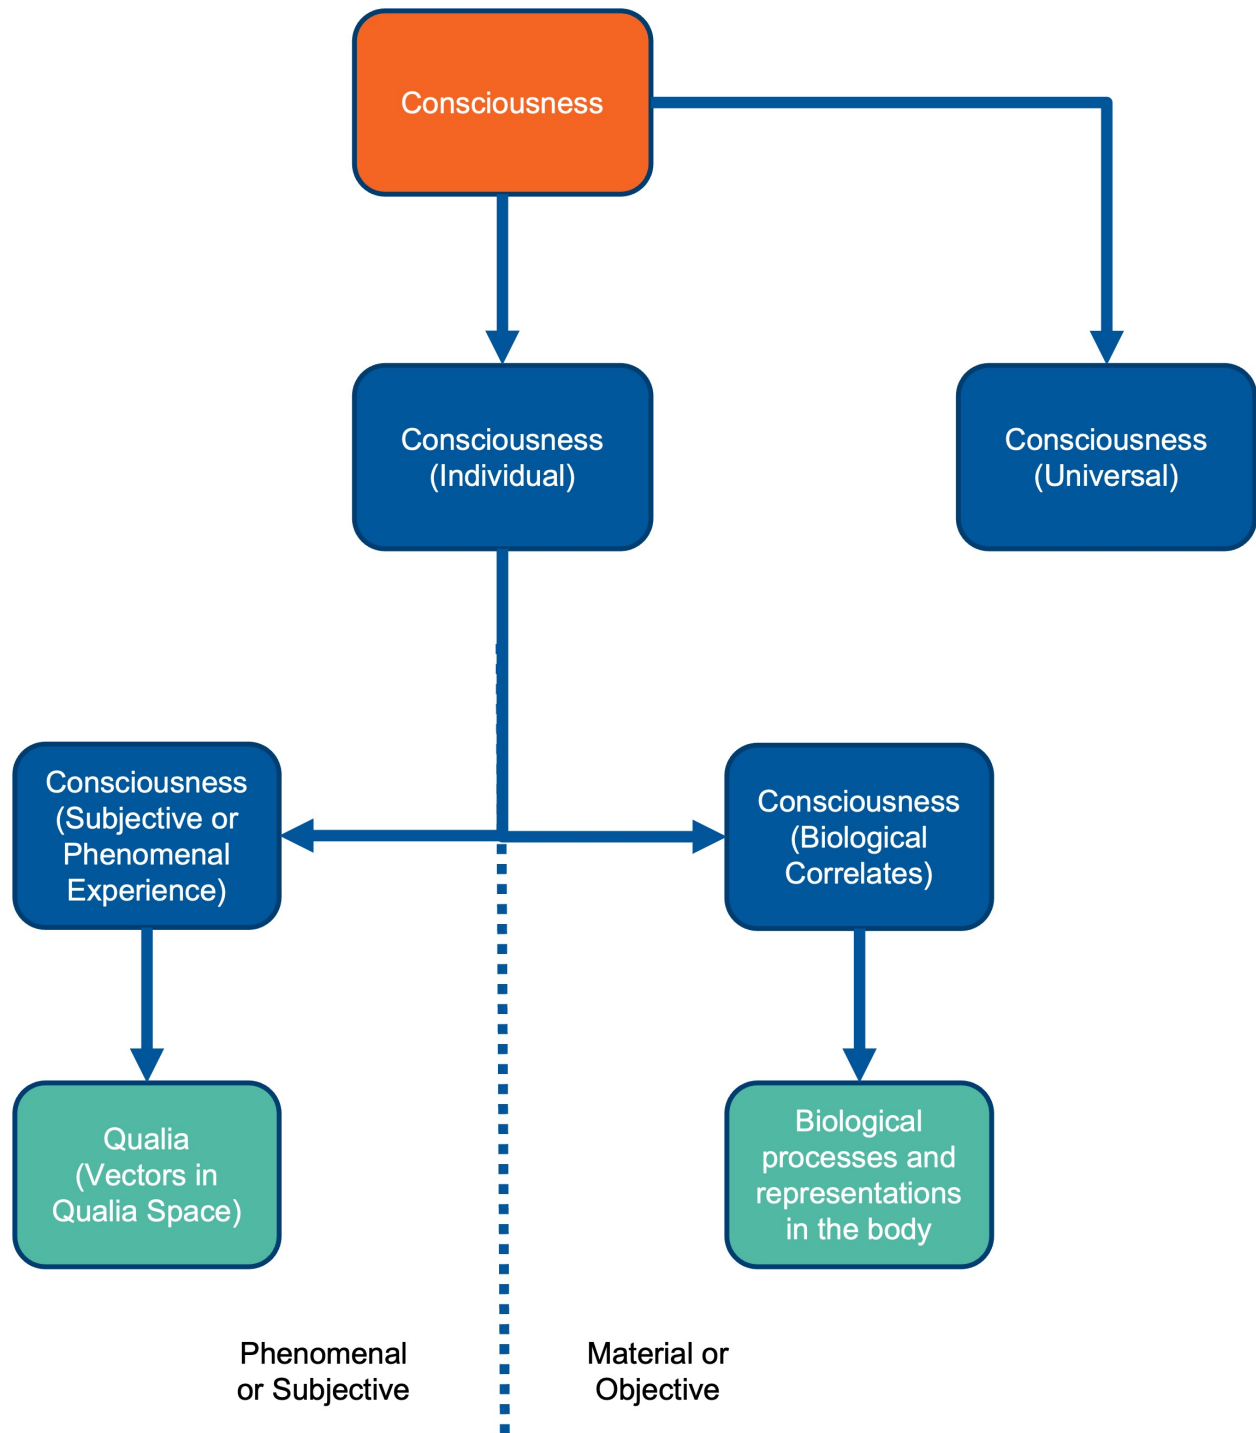 Consciousness
Consciousness
(Individual)
Consciousness
(Universal)
Consciousness
(Subjective or
Phenomenal
Experience)
Consciousness
(Biological
Correlates)
Qualia
(Vectors in
Qualia Space)
Biological
processes and
representations
in the body
Phenomenal
or Subjective
Material or
Objective